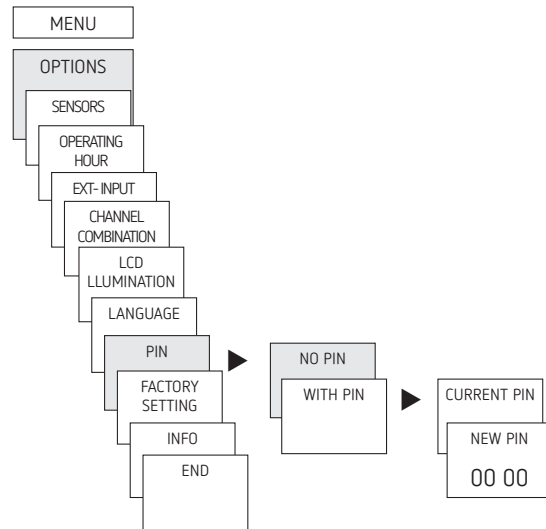 MENU
OPTIONS
SENSORS
OPERATING
HOUR
EXT- INPUT
CHANNEL
COMBINATION
LCD
LLUMINATION
LANGUAGE
PIN
FACTORY
SETTING
INFO
END
NO PIN
WITH PIN
CURRENT PIN
NEW PIN
00 00